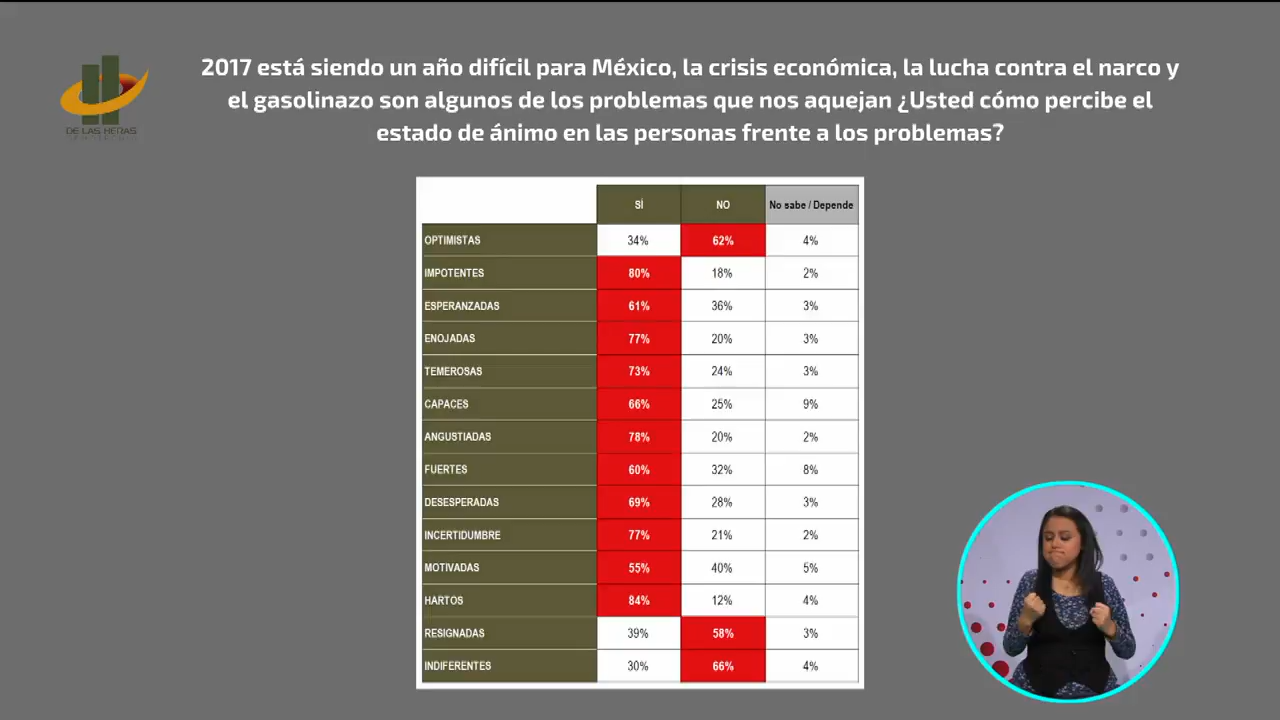 2017 está siendo un año difícil para México, la crisis económica, la lucha contra el narco y
el gasolinazo son algunos de los problemas que nos aquejan ¿Usted cómo percibe el
estado de ánimo en las personas frente a los problemas?
DE LAS HERAS
SÍ NO No sabe / Depende
OPTIMISTAS 34% 62% 4%
IMPOTENTES 80% 18% 2%
ESPERANZADAS 61% 36% 3%
ENOJADAS 77% 20% 3%
TEMEROSAS 73% 24% 3%
CAPACES 66% 25% 9%
ANGUSTIADAS 78% 20% 2%
FUERTES 60% 32% 8%
DESESPERADAS 69% 28% 3%
INCERTIDUMBRE 77% 21% 2%
MOTIVADAS 55% 40% 5%
HARTOS 84% 12% 4%
RESIGNADAS 39% 58% 3%
INDIFERENTES 30% 66% 4%